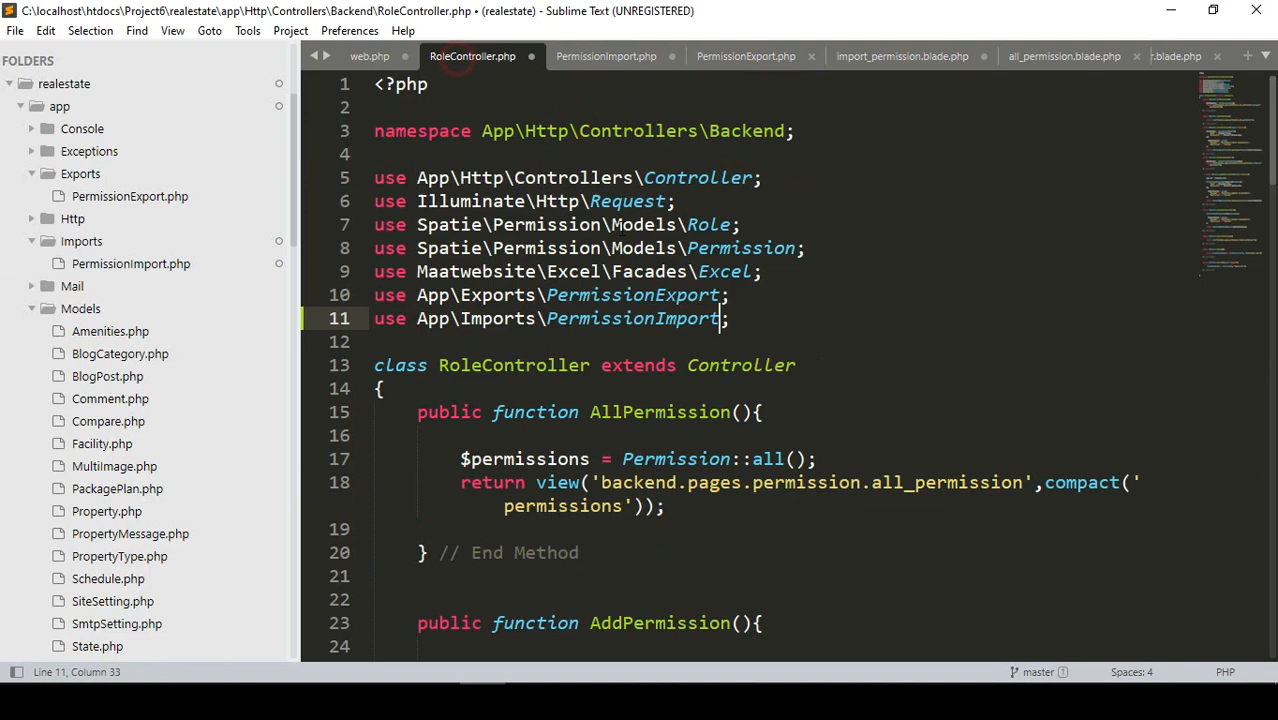 C:\localhost\htdocs\Project6\realestate\app\Http\Controllers\Backend\RoleController.php • (realestate) - Sublime Text (UNREGISTERED)
File Edit Selection Find View Goto Tools Project Preferences Help
FOLDERS
realestate
app
Console
Exceptions
Exports
PermissionExport.php
Http
Imports
PermissionImport.php
Mail
Models
Amenities.php
BlogCategory.php
BlogPost.php
Comment.php
Compare.php
Facility.php
MultiImage.php
PackagePlan.php
Property.php
PropertyMessage.php
PropertyType.php
Schedule.php
SiteSetting.php
SmtpSetting.php
State.php
web.php RoleController.php PermissionImport.php PermissionExport.php import_permission.blade.php all_permission.blade.php r.blade.php
1 <?php
2
3 namespace App\Http\Controllers\Backend;
4
5 use App\Http\Controllers\Controller;
6 use Illuminate\Http\Request;
7 use Spatie\Permission\Models\Role;
8 use Spatie\Permission\Models\Permission;
9 use Maatwebsite\Excel\Facades\Excel;
10 use App\Exports\PermissionExport;
11 use App\Imports\PermissionImport;
12
13 class RoleController extends Controller
14 {
15 public function AllPermission(){
16
17 $permissions = Permission::all();
18 return view('backend.pages.permission.all_permission',compact('
permissions'));
19
20 } // End Method
21
22
23 public function AddPermission(){
24
Line 11, Column 33 master 1 Spaces: 4 PHP